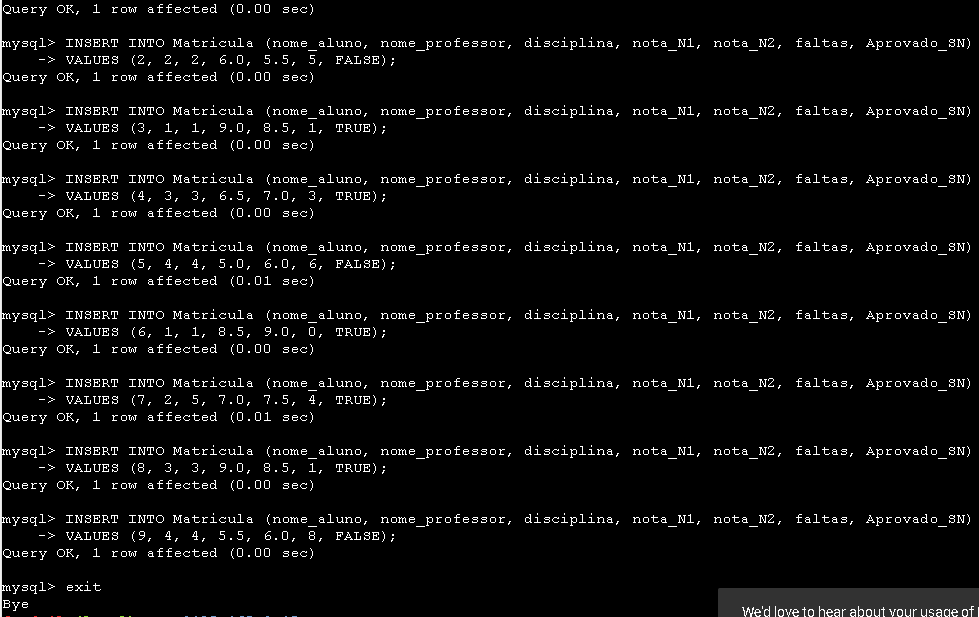 Query OK, 1 row affected (0.00 sec)
mysql> INSERT INTO Matricula (nome_aluno, nome_professor, disciplina, nota_N1, nota_N2, faltas, Aprovado_SN)
-> VALUES (2, 2, 2, 6.0, 5.5, 5, FALSE);
Query OK, 1 row affected (0.00 sec)
mysql> INSERT INTO Matricula (nome_aluno, nome_professor, disciplina, nota_N1, nota_N2, faltas, Aprovado_SN)
-> VALUES (3, 1, 1, 9.0, 8.5, 1, TRUE);
Query OK, 1 row affected (0.00 sec)
mysql> INSERT INTO Matricula (nome_aluno, nome_professor, disciplina, nota_N1, nota_N2, faltas, Aprovado_SN)
-> VALUES (4, 3, 3, 6.5, 7.0, 3, TRUE);
Query OK, 1 row affected (0.00 sec)
mysql> INSERT INTO Matricula (nome_aluno, nome_professor, disciplina, nota_N1, nota_N2, faltas, Aprovado_SN)
-> VALUES (5, 4, 4, 5.0, 6.0, 6, FALSE);
Query OK, 1 row affected (0.01 sec)
mysql> INSERT INTO Matricula (nome_aluno, nome_professor, disciplina, nota_N1, nota_N2, faltas, Aprovado_SN)
-> VALUES (6, 1, 1, 8.5, 9.0, 0, TRUE);
Query OK, 1 row affected (0.00 sec)
mysql> INSERT INTO Matricula (nome_aluno, nome_professor, disciplina, nota_N1, nota_N2, faltas, Aprovado_SN)
-> VALUES (7, 2, 5, 7.0, 7.5, 4, TRUE);
Query OK, 1 row affected (0.01 sec)
mysql> INSERT INTO Matricula (nome_aluno, nome_professor, disciplina, nota_N1, nota_N2, faltas, Aprovado_SN)
-> VALUES (8, 3, 3, 9.0, 8.5, 1, TRUE);
Query OK, 1 row affected (0.00 sec)
mysql> INSERT INTO Matricula (nome_aluno, nome_professor, disciplina, nota_N1, nota_N2, faltas, Aprovado_SN)
-> VALUES (9, 4, 4, 5.5, 6.0, 8, FALSE);
Query OK, 1 row affected (0.00 sec)
mysql> exit
Bye
We'd love to hear about your usage of